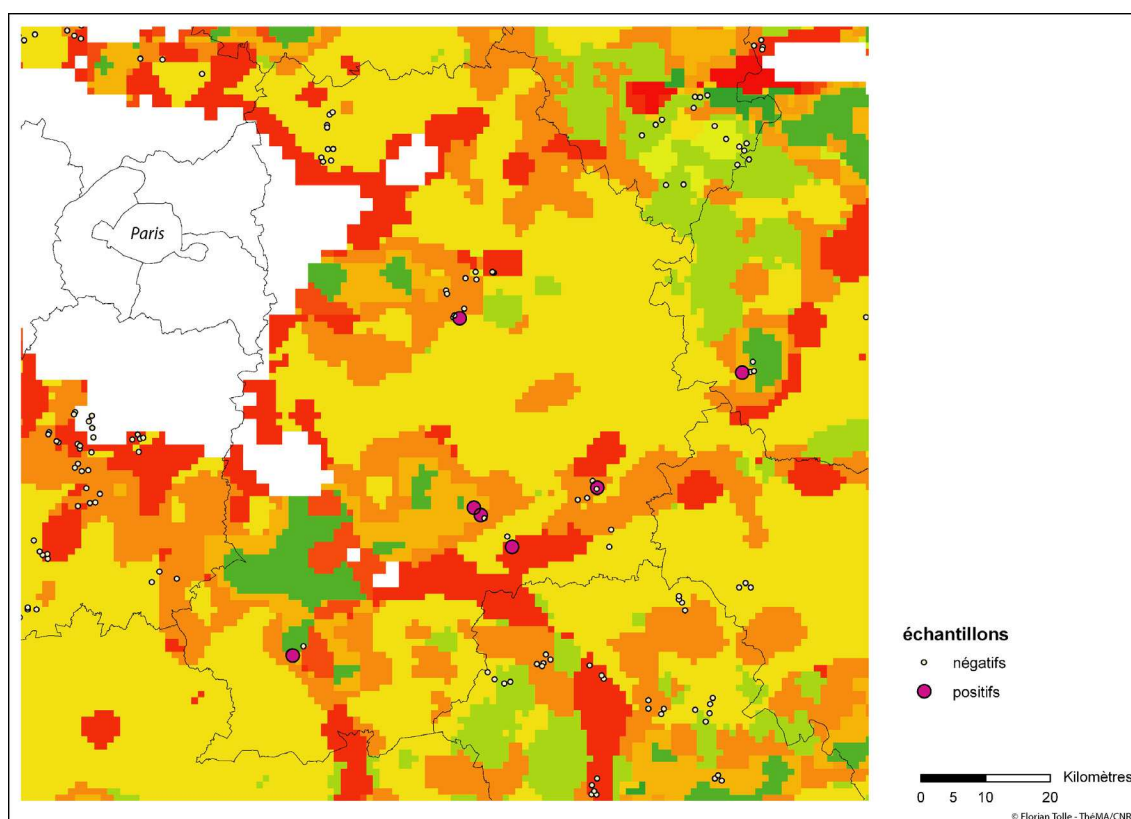 Paris
échantillons
négatifs
positifs
Kilomètres
0 5 10 20
© Florian Tolle - ThéMA/CNR